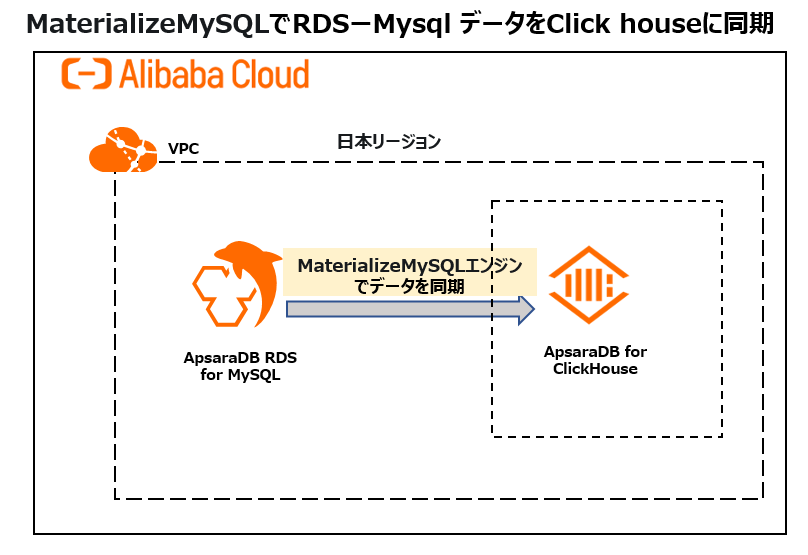 MaterializeMySQLでRDSーMysql データをClick houseに同期
Alibaba Cloud
VPC
日本リージョン
MaterializeMySQLエンジン
でデータを同期
ApsaraDB RDS
for MySQL
ApsaraDB for
ClickHouse